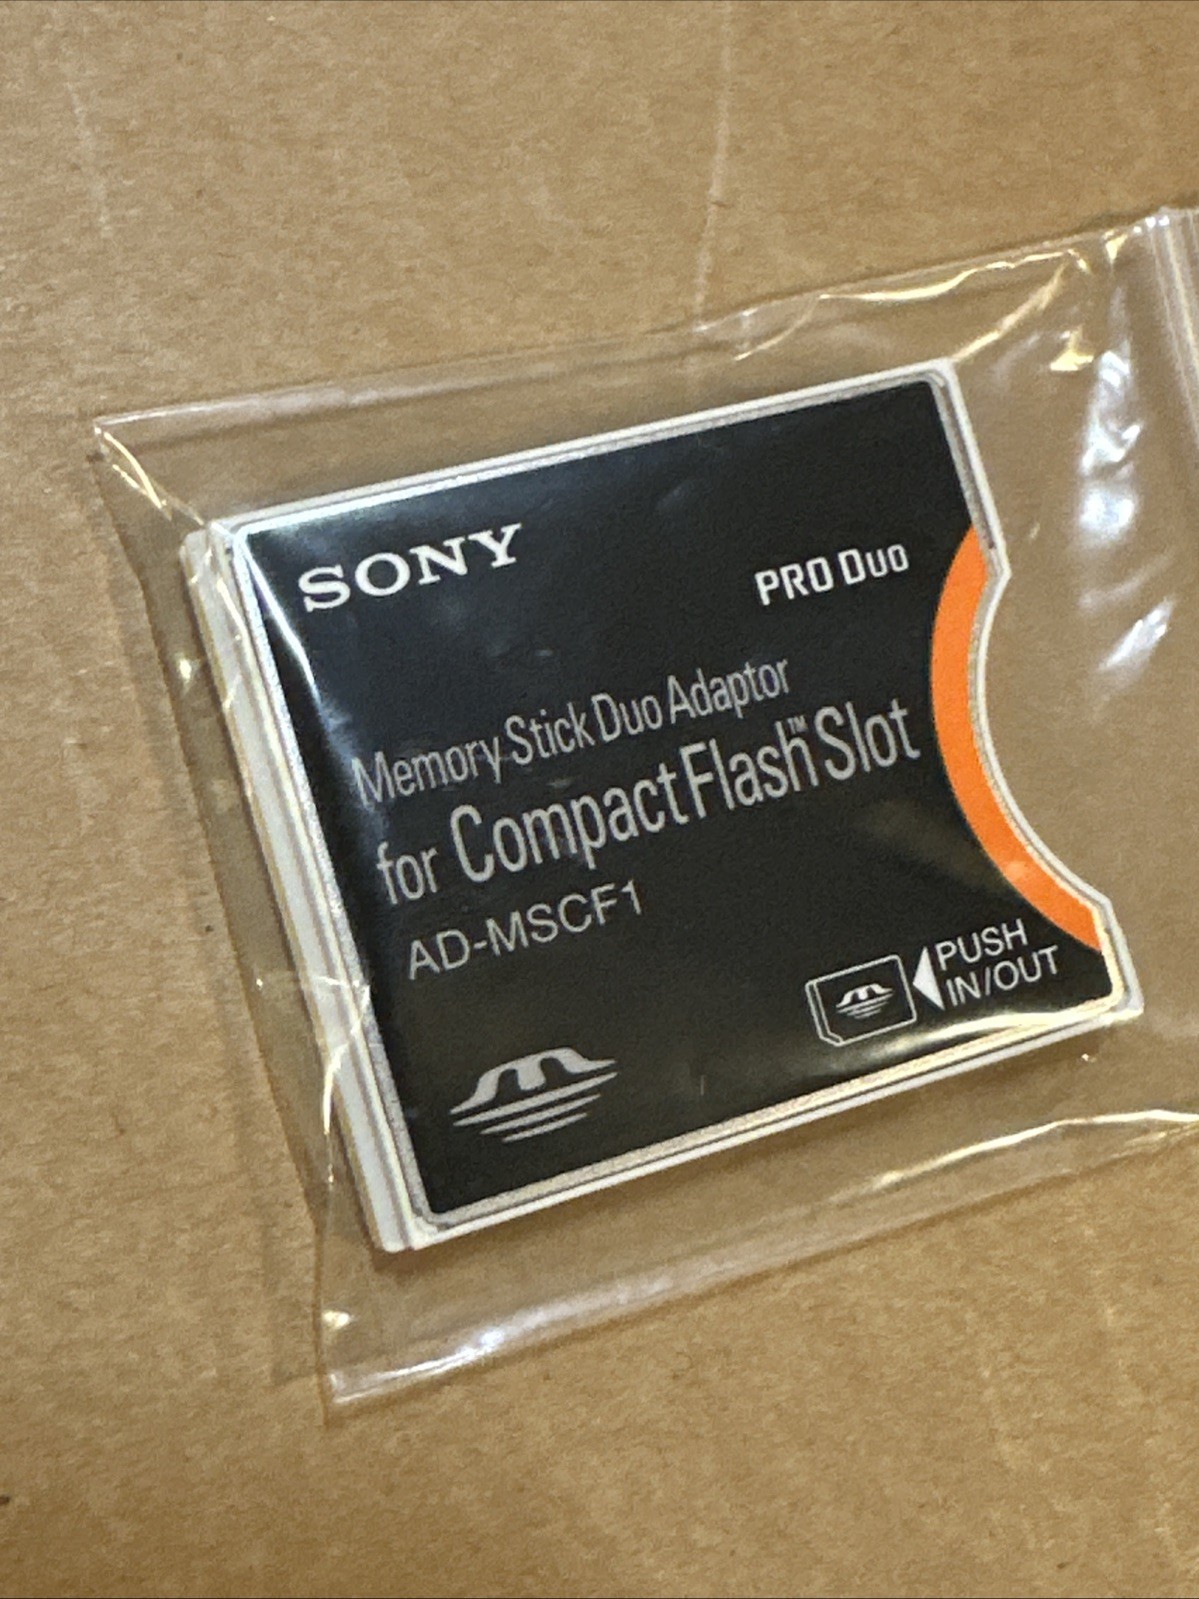 SONY
PRO DUO
Memory Stick Duo Adaptor
for CompactFlash™ Slot
AD-MSCF1
PUSH
IN/OUT